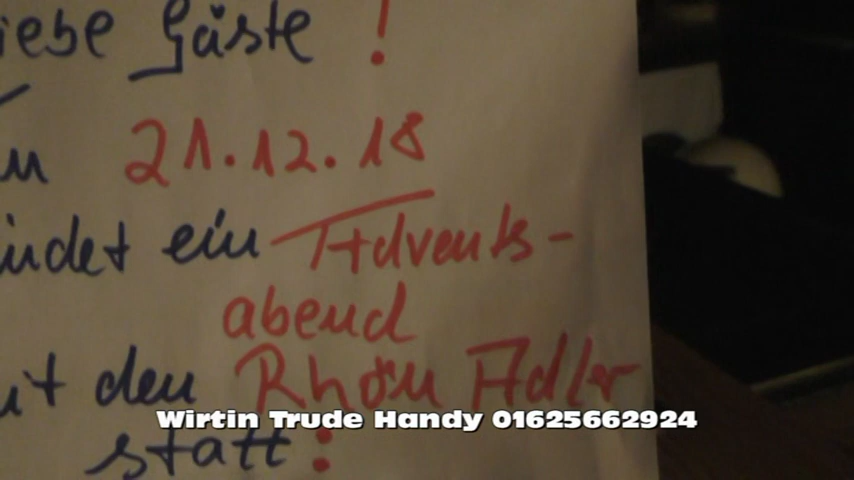 iebe Gäste!
n 21.12.18
indet ein Advents-
abend
it den Rhön Adler
Wirtin Trude Handy 01625662924
statt!